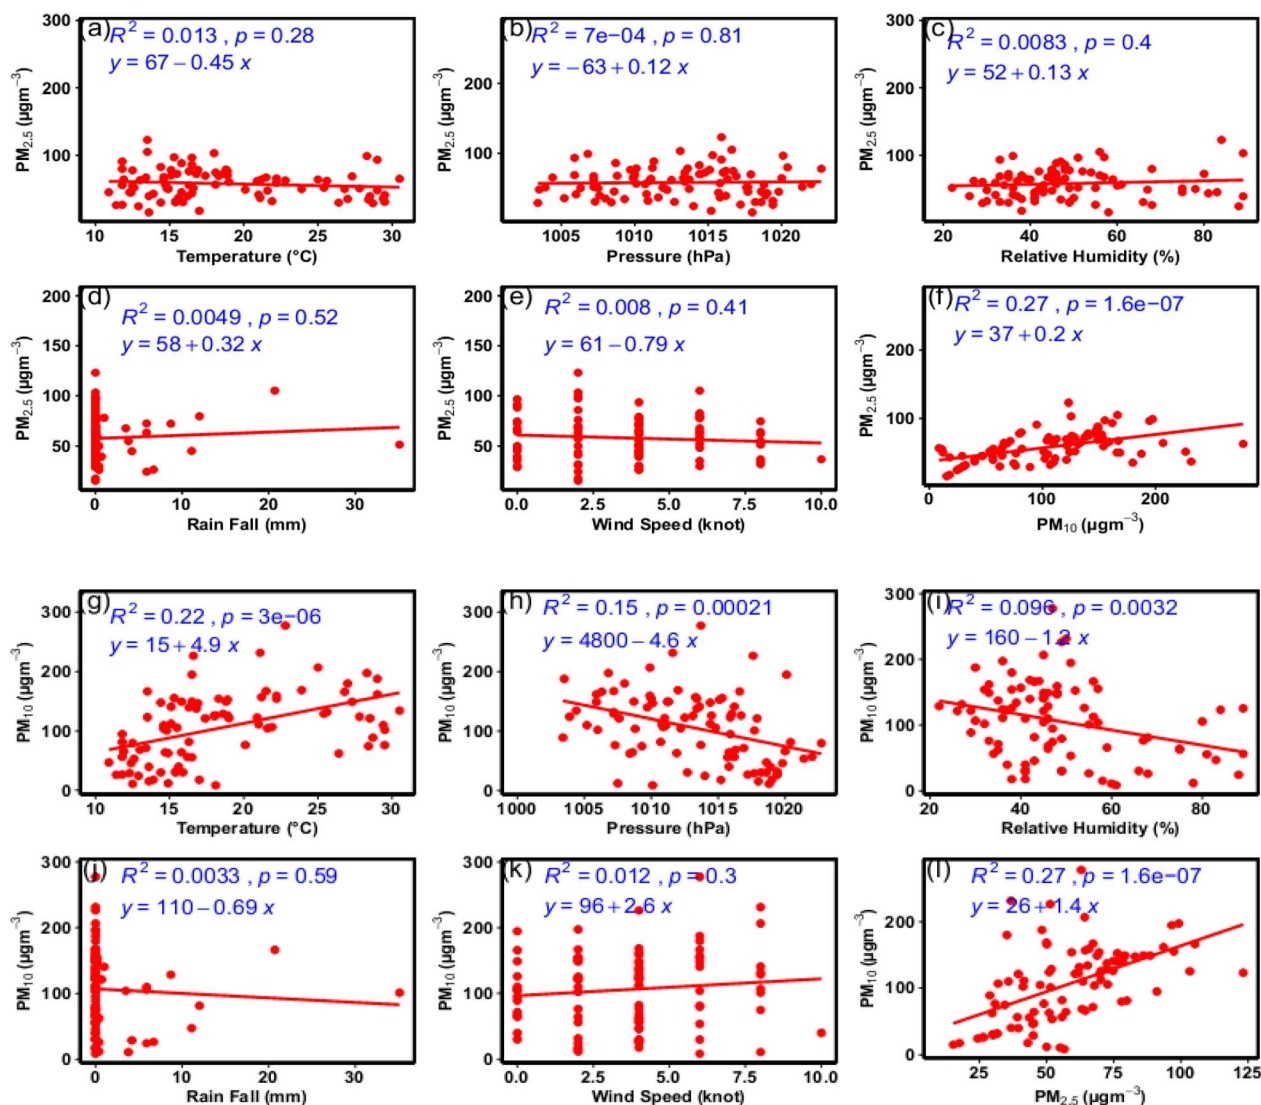 (a) R² = 0.013 , p = 0.28
y = 67 − 0.45 x
300
200
100
PM₂.₅ (µgm⁻³)
10 15 20 25 30
Temperature (°C)
(b) R² = 7e−04 , p = 0.81
y = −63 + 0.12 x
300
200
100
PM₂.₅ (µgm⁻³)
1005 1010 1015 1020
Pressure (hPa)
(c) R² = 0.0083 , p = 0.4
y = 52 + 0.13 x
300
200
100
PM₂.₅ (µgm⁻³)
20 40 60 80
Relative Humidity (%)
(d) R² = 0.0049 , p = 0.52
y = 58 + 0.32 x
200
150
100
50
PM₂.₅ (µgm⁻³)
0 10 20 30
Rain Fall (mm)
(e) R² = 0.008 , p = 0.41
y = 61 − 0.79 x
200
150
100
50
PM₂.₅ (µgm⁻³)
0.0 2.5 5.0 7.5 10.0
Wind Speed (knot)
(f) R² = 0.27 , p = 1.6e−07
y = 37 + 0.2 x
200
100
0
PM₂.₅ (µgm⁻³)
0 100 200
PM₁₀ (µgm⁻³)
(g) R² = 0.22 , p = 3e−06
y = 15 + 4.9 x
300
200
100
0
PM₁₀ (µgm⁻³)
10 15 20 25 30
Temperature (°C)
(h) R² = 0.15 , p = 0.00021
y = 4800 − 4.6 x
300
200
100
0
PM₁₀ (µgm⁻³)
1000 1005 1010 1015 1020
Pressure (hPa)
(i) R² = 0.096 , p = 0.0032
y = 160 − 1.2 x
300
200
100
0
PM₁₀ (µgm⁻³)
20 40 60 80
Relative Humidity (%)
(j) R² = 0.0033 , p = 0.59
y = 110 − 0.69 x
300
200
100
0
PM₁₀ (µgm⁻³)
0 10 20 30
Rain Fall (mm)
(k) R² = 0.012 , p = 0.3
y = 96 + 2.6 x
300
200
100
0
PM₁₀ (µgm⁻³)
0.0 2.5 5.0 7.5 10.0
Wind Speed (knot)
(l) R² = 0.27 , p = 1.6e−07
y = 26 + 1.4 x
200
100
0
PM₁₀ (µgm⁻³)
25 50 75 100 125
PM₂.₅ (µgm⁻³)